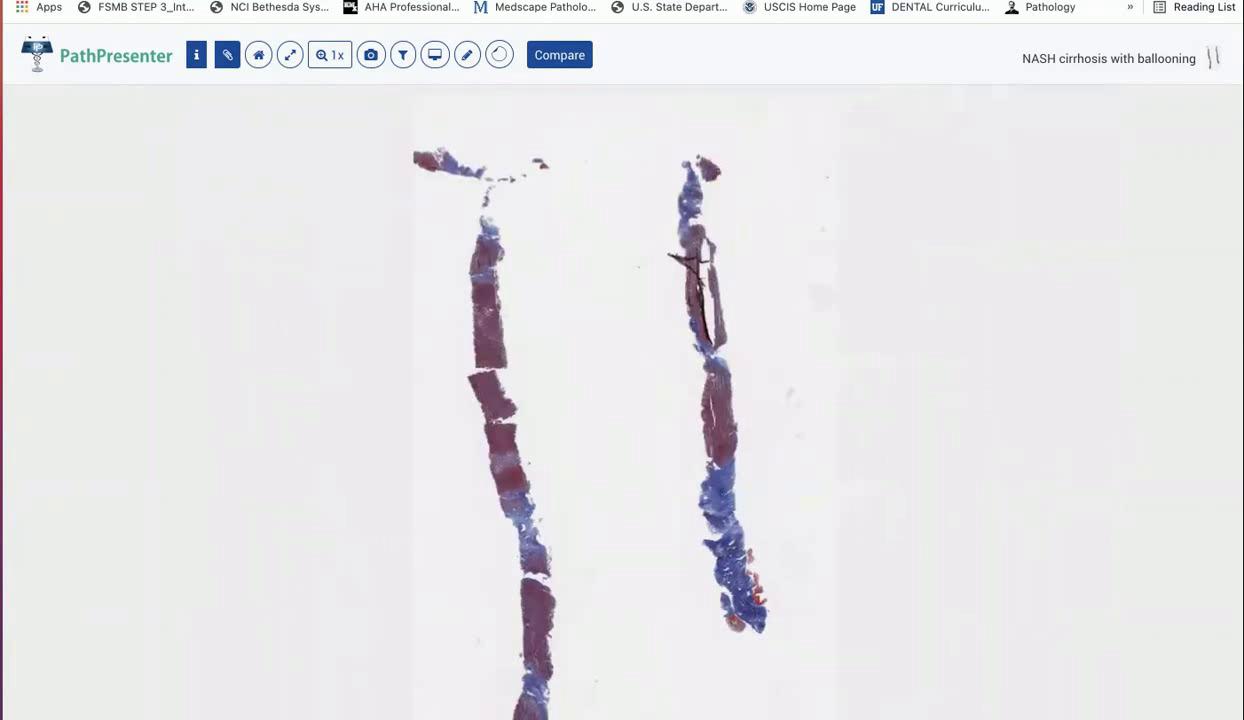 Apps FSMB STEP 3_Int... NCI Bethesda Sys... AHA Professional... Medscape Patholo... U.S. State Depart... USCIS Home Page UF DENTAL Curriculu... Pathology » Reading List
PathPresenter i 1x Compare NASH cirrhosis with ballooning